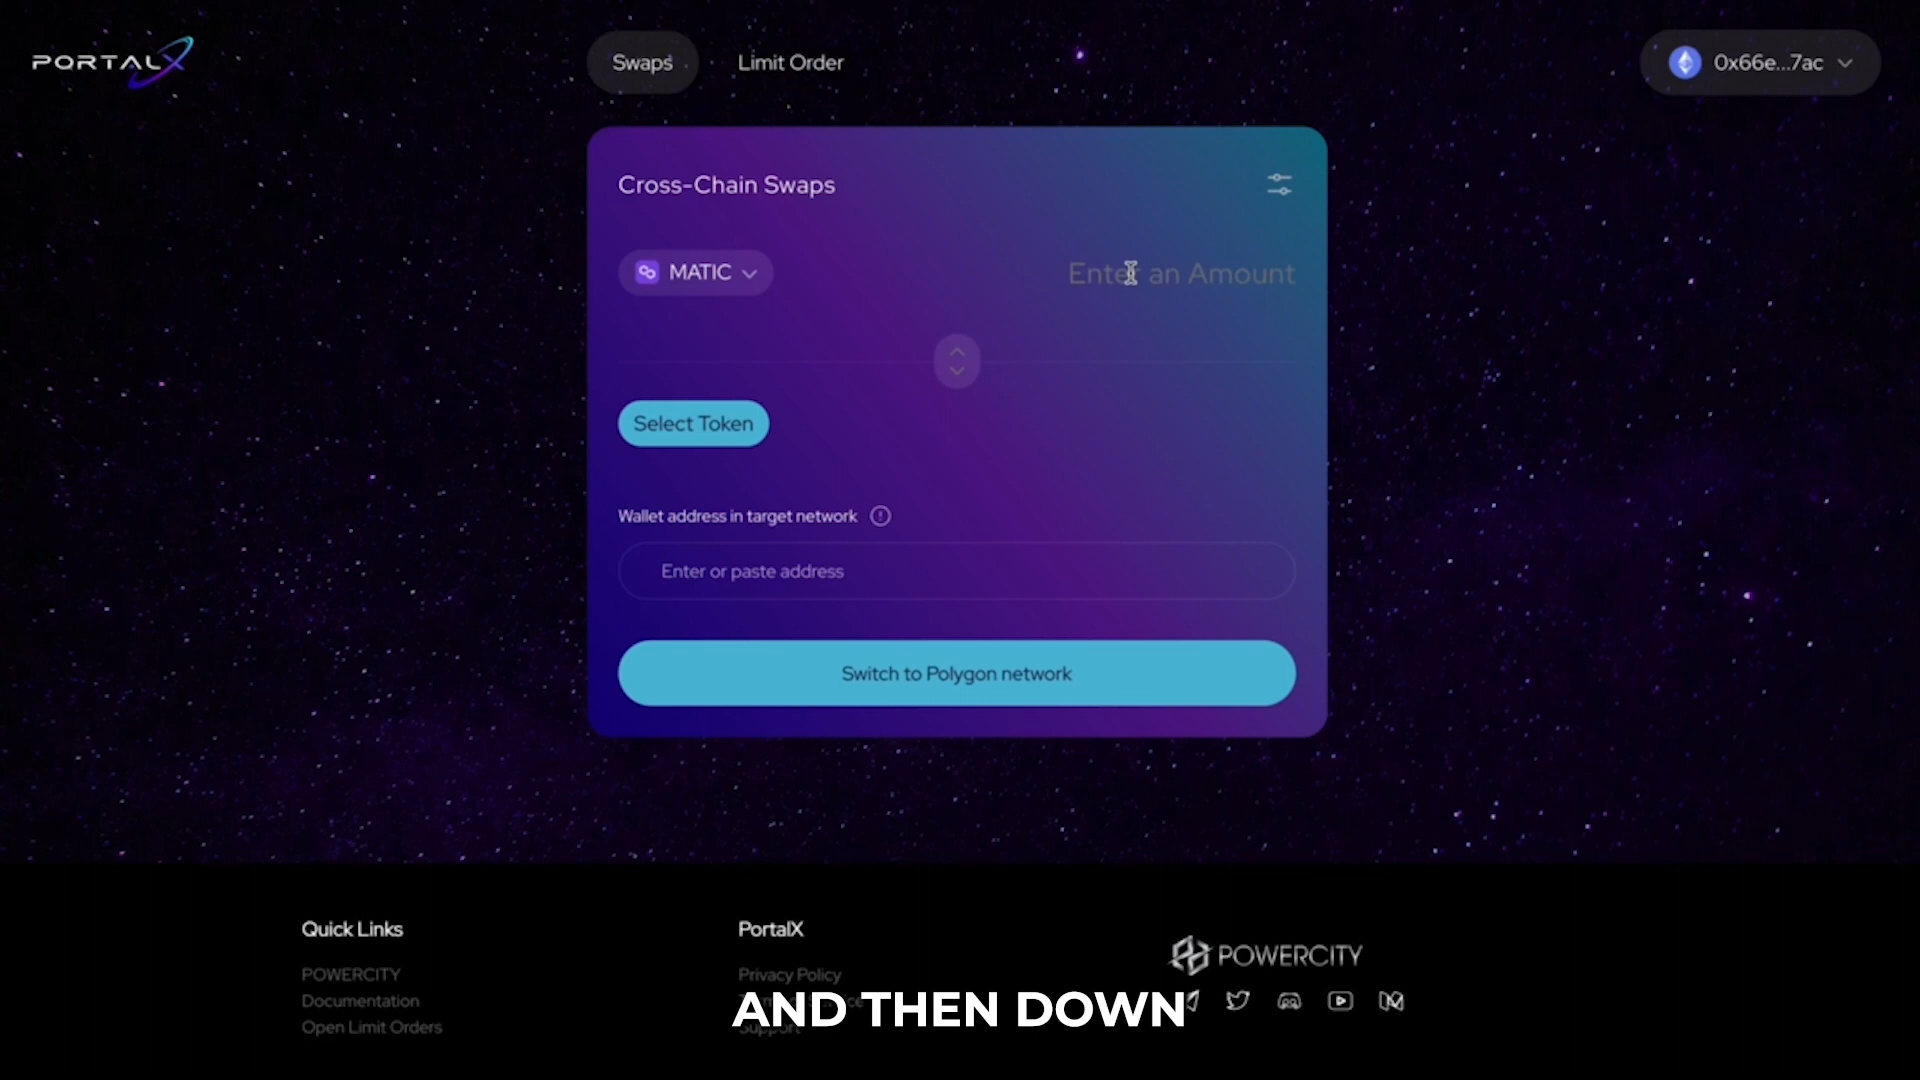 PORTALX
Swaps
Limit Order
0x66e...7ac
Cross-Chain Swaps
MATIC
Enter an Amount
Select Token
Wallet address in target network
Enter or paste address
Switch to Polygon network
Quick Links
POWERCITY
Documentation
Open Limit Orders
PortalX
Privacy Policy
Support
POWERCITY
AND THEN DOWN